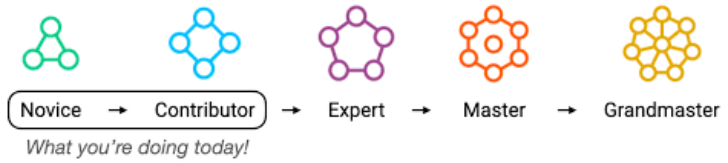 Novice → Contributor → Expert → Master → Grandmaster
What you're doing today!